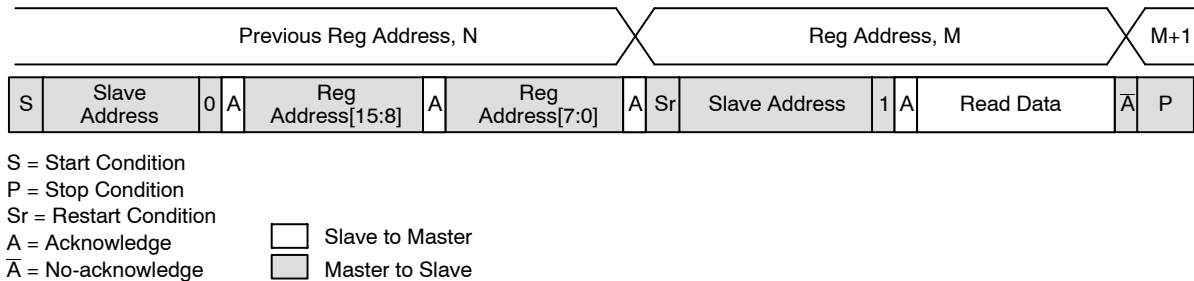 Previous Reg Address, N Reg Address, M M+1
S Slave Address 0 A Reg Address[15:8] A Reg Address[7:0] A Sr Slave Address 1 A Read Data A̅ P
S = Start Condition
P = Stop Condition
Sr = Restart Condition
A = Acknowledge
A̅ = No-acknowledge
Slave to Master
Master to Slave